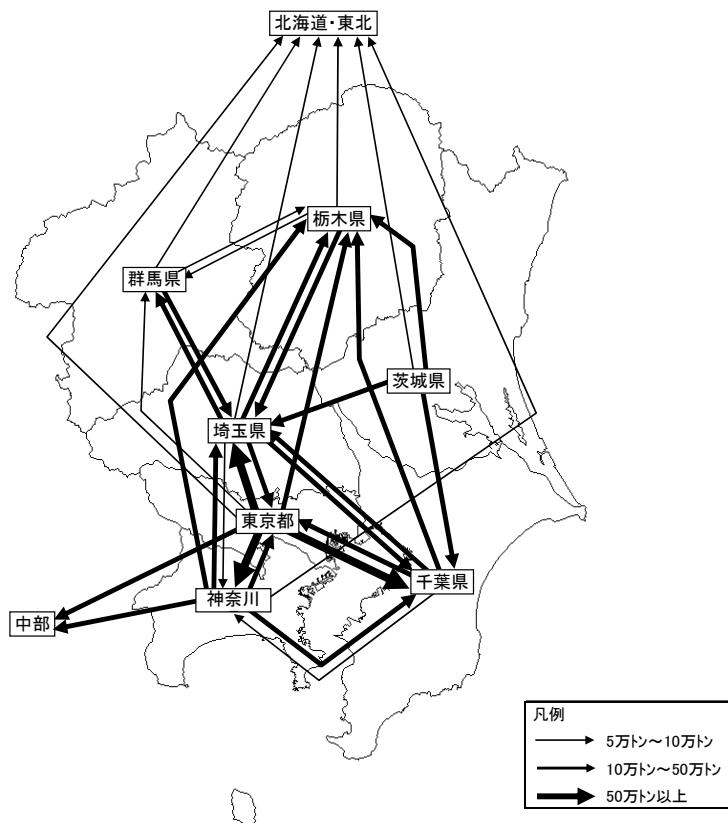 北海道・東北
栃木県
群馬県
茨城県
埼玉県
東京都
千葉県
神奈川
中部
凡例
5万トン～10万トン
10万トン～50万トン
50万トン以上